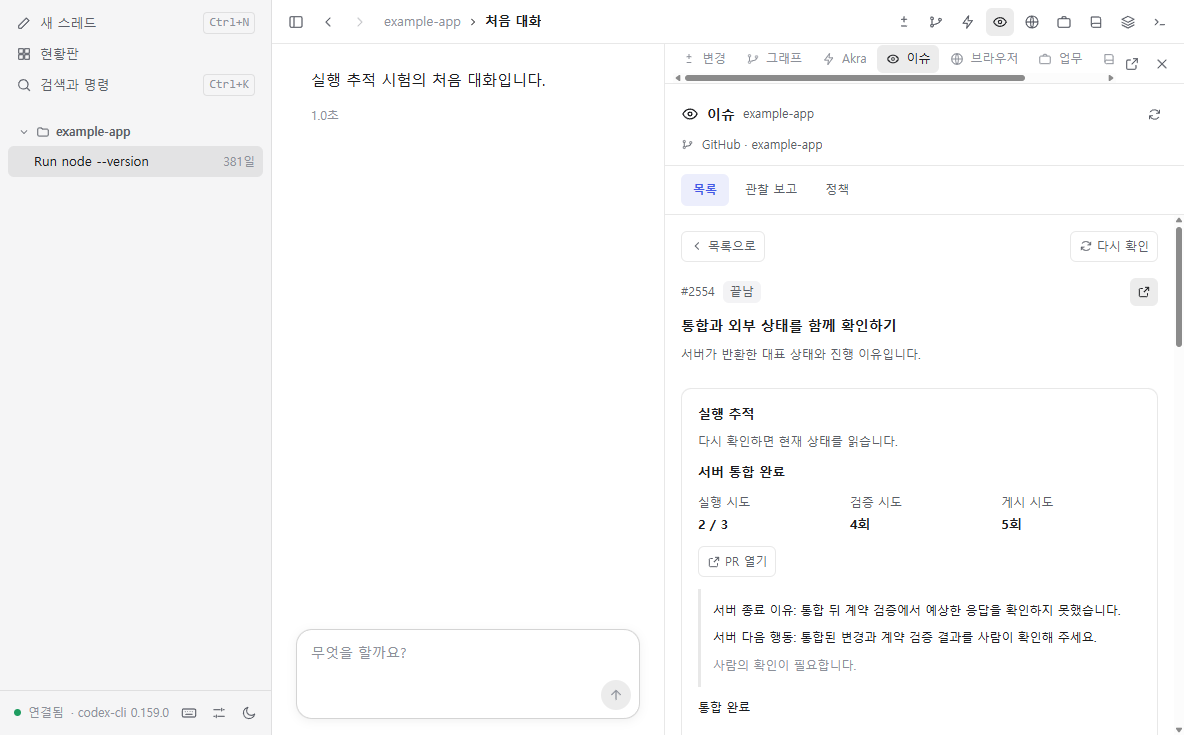 새 스레드 Ctrl+N
현황판
검색과 명령 Ctrl+K
example-app
Run node --version 381일
연결됨 · codex-cli 0.159.0
example-app › 처음 대화
실행 추적 시험의 처음 대화입니다.
1.0초
무엇을 할까요?
변경 그래프 Akra 이슈 브라우저 업무
이슈 example-app
GitHub · example-app
목록 관찰 보고 정책
목록으로 다시 확인
#2554 끝남
통합과 외부 상태를 함께 확인하기
서버가 반환한 대표 상태와 진행 이유입니다.
실행 추적
다시 확인하면 현재 상태를 읽습니다.
서버 통합 완료
실행 시도 검증 시도 게시 시도
2 / 3 4회 5회
PR 열기
서버 종료 이유: 통합 뒤 계약 검증에서 예상한 응답을 확인하지 못했습니다.
서버 다음 행동: 통합된 변경과 계약 검증 결과를 사람이 확인해 주세요.
사람의 확인이 필요합니다.
통합 완료